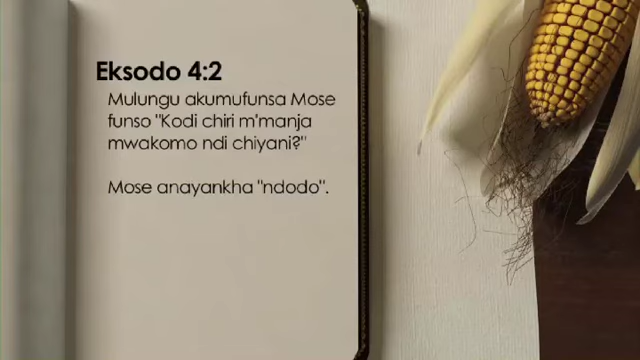 Eksodo 4:2
Mulungu akumufunsa Mose
funso "Kodi chiri m'manja
mwakomo ndi chiyani?"
Mose anayankha "ndodo".